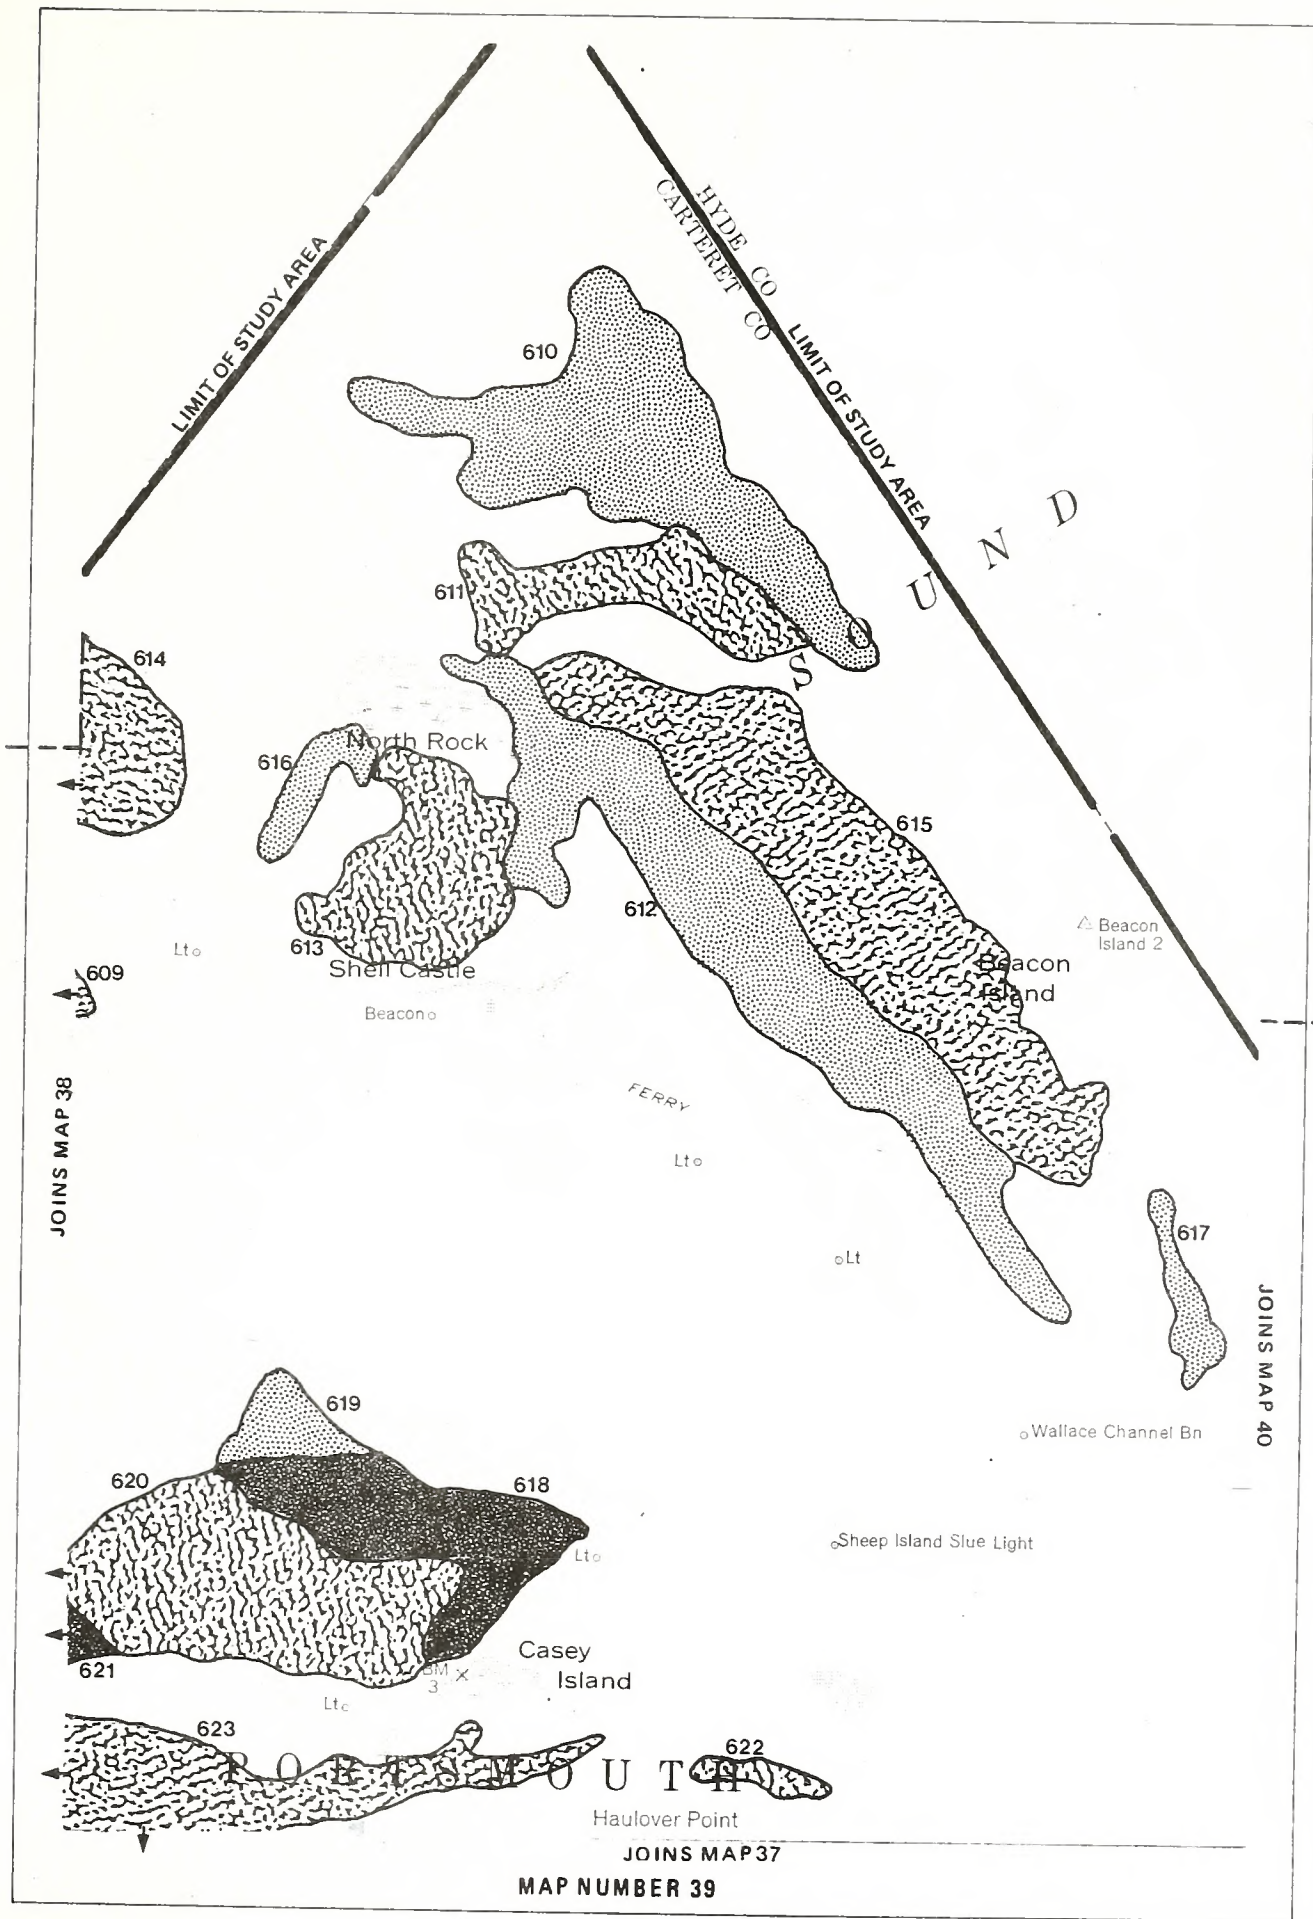 HYDE CO
CARTERET CO
LIMIT OF STUDY AREA
LIMIT OF STUDY AREA
610
S O U N D
611
614
North Rock
616
615
612
Beacon
Island 2
613
Lt
Shell Castle
Beacon
Island
609
Beacon
FERRY
JOINS MAP 38
Lt
617
Lt
JOINS MAP 40
619
Wallace Channel Bn
620
618
Sheep Island Slue Light
Lt
Casey
Island
621
BM
3
Lt
623
622
PORTSMOUTH
Haulover Point
JOINS MAP 37
MAP NUMBER 39